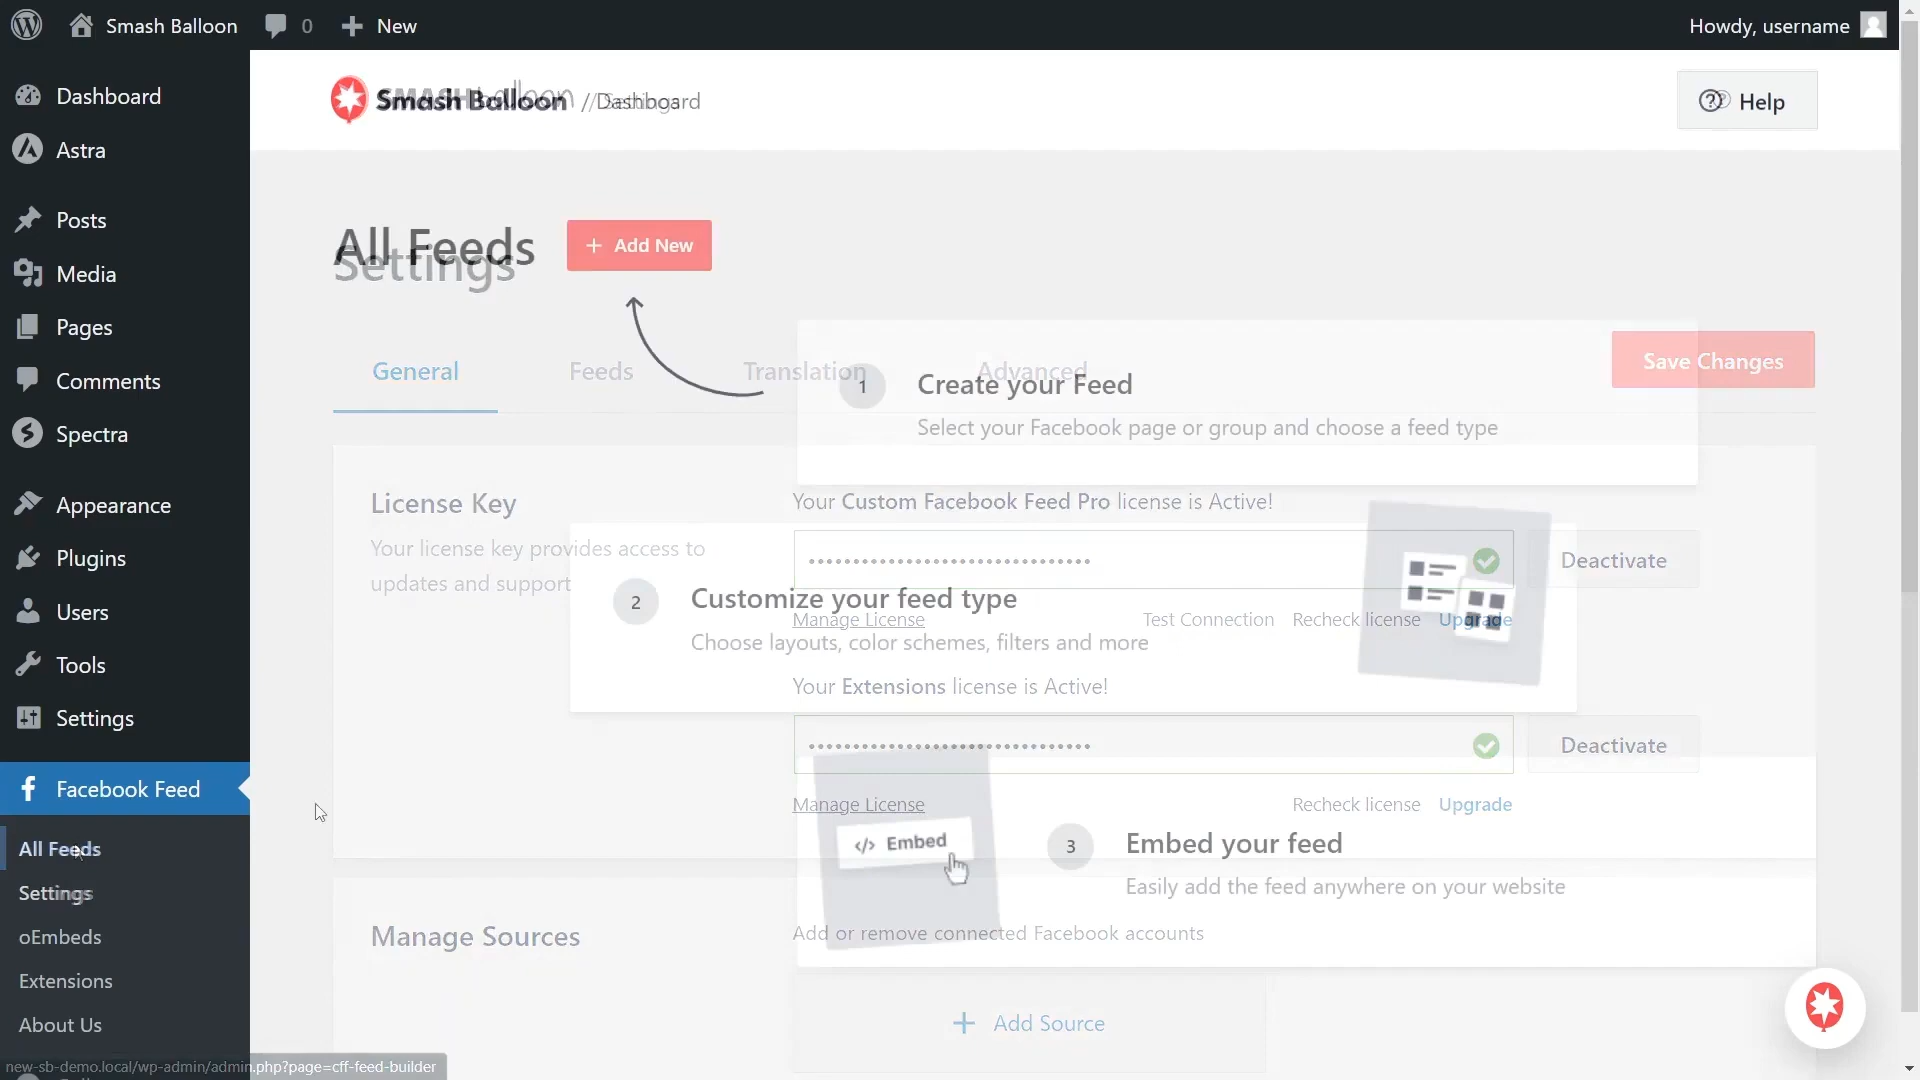 Smash Balloon
0
New
Howdy, username
Dashboard
Astra
Posts
Media
Pages
Comments
Spectra
Appearance
Plugins
Users
Tools
Settings
Facebook Feed
All Feeds
Settings
oEmbeds
Extensions
About Us
new-sb-demo.local/wp-admin/admin.php?page=cff-feed-builder
Smash Balloon / Dashboard
Help
All Feeds
Add New
Settings
General
Feeds
Translation
Advanced
Save Changes
1
Create your Feed
Select your Facebook page or group and choose a feed type
License Key
Your license key provides access to
updates and support
Your Custom Facebook Feed Pro license is Active!
Deactivate
Manage License
Test Connection
Recheck license
Upgrade
2
Customize your feed type
Choose layouts, color schemes, filters and more
Your Extensions license is Active!
Deactivate
Manage License
Recheck license
Upgrade
</> Embed
3
Embed your feed
Easily add the feed anywhere on your website
Manage Sources
Add or remove connected Facebook accounts
Add Source